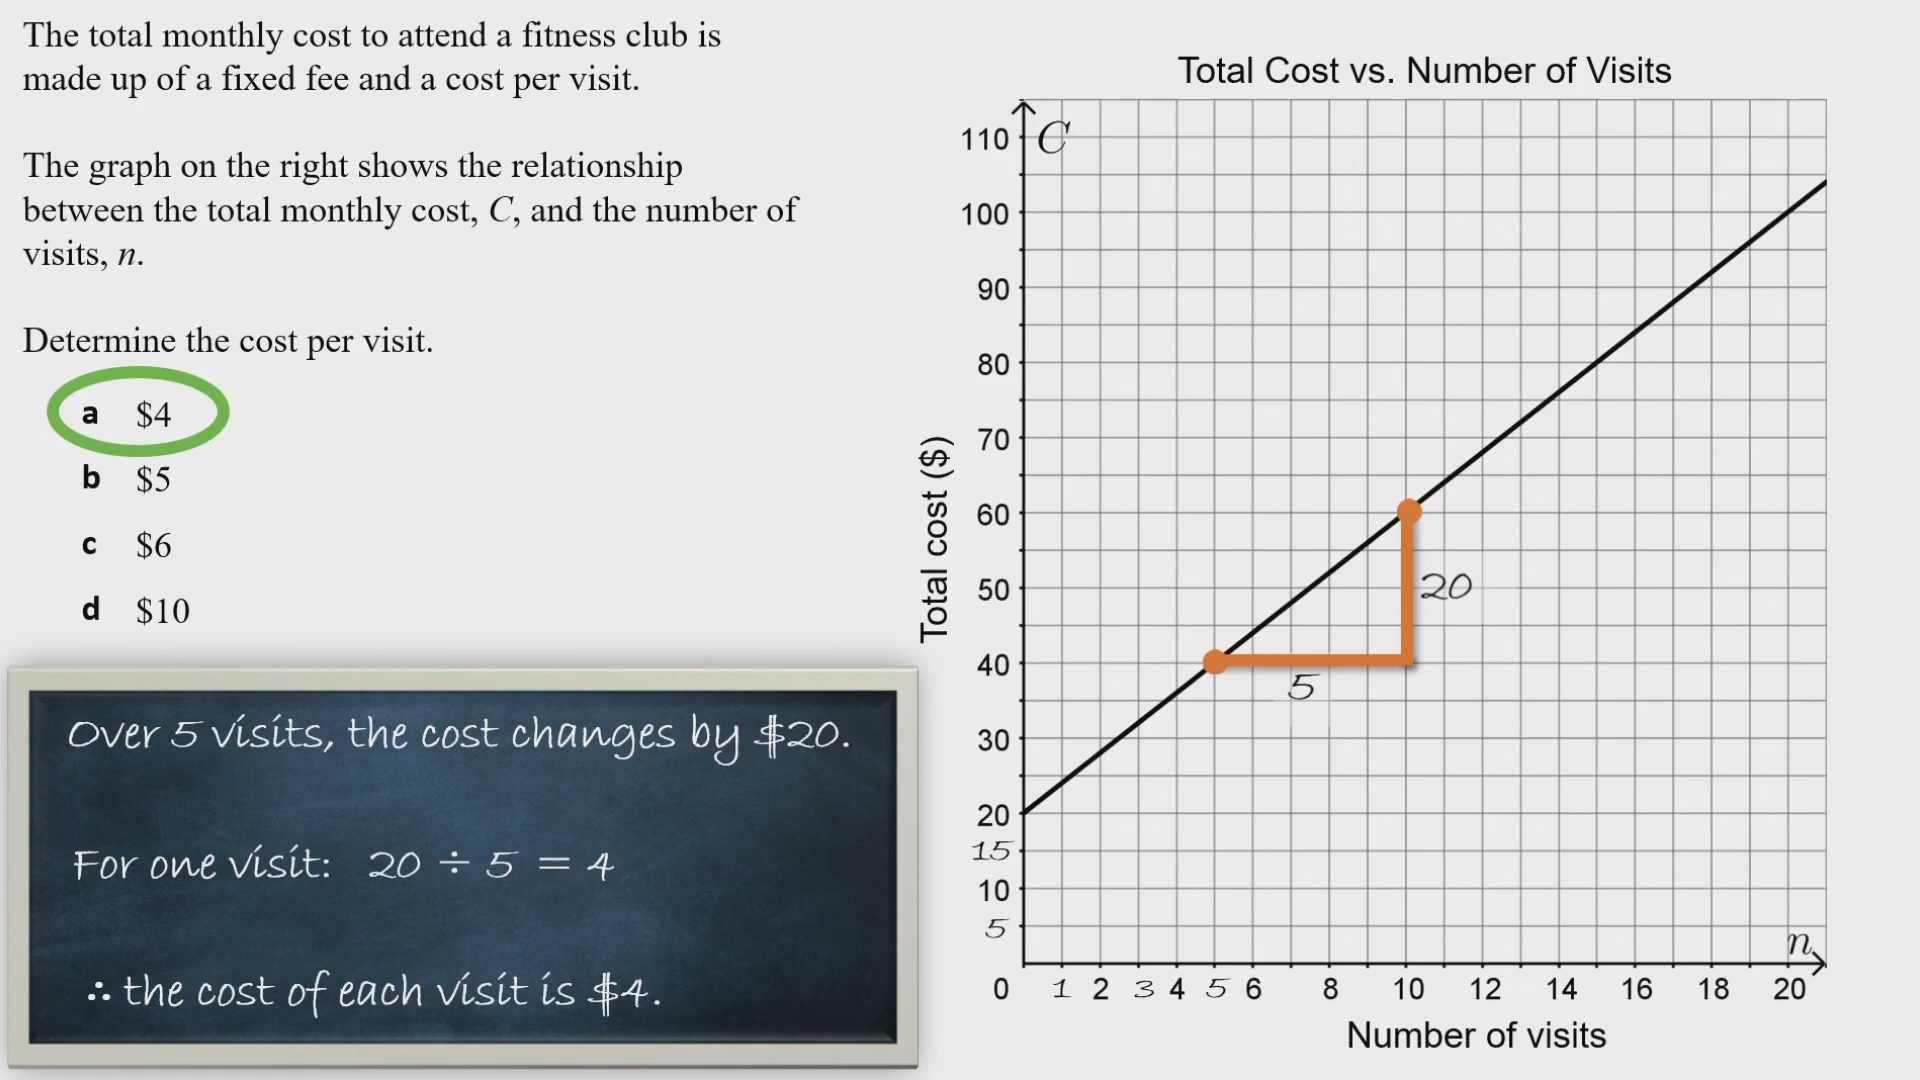 The total monthly cost to attend a fitness club is
made up of a fixed fee and a cost per visit.
The graph on the right shows the relationship
between the total monthly cost, C, and the number of
visits, n.
Determine the cost per visit.
a $4
b $5
c $6
d $10
Over 5 visits, the cost changes by $20.
For one visit: 20 ÷ 5 = 4
∴ the cost of each visit is $4.
Total Cost vs. Number of Visits
C
110
100
90
80
70
60
50
40
30
20
15
10
5
Total cost ($)
20
5
n
0 1 2 3 4 5 6 8 10 12 14 16 18 20
Number of visits